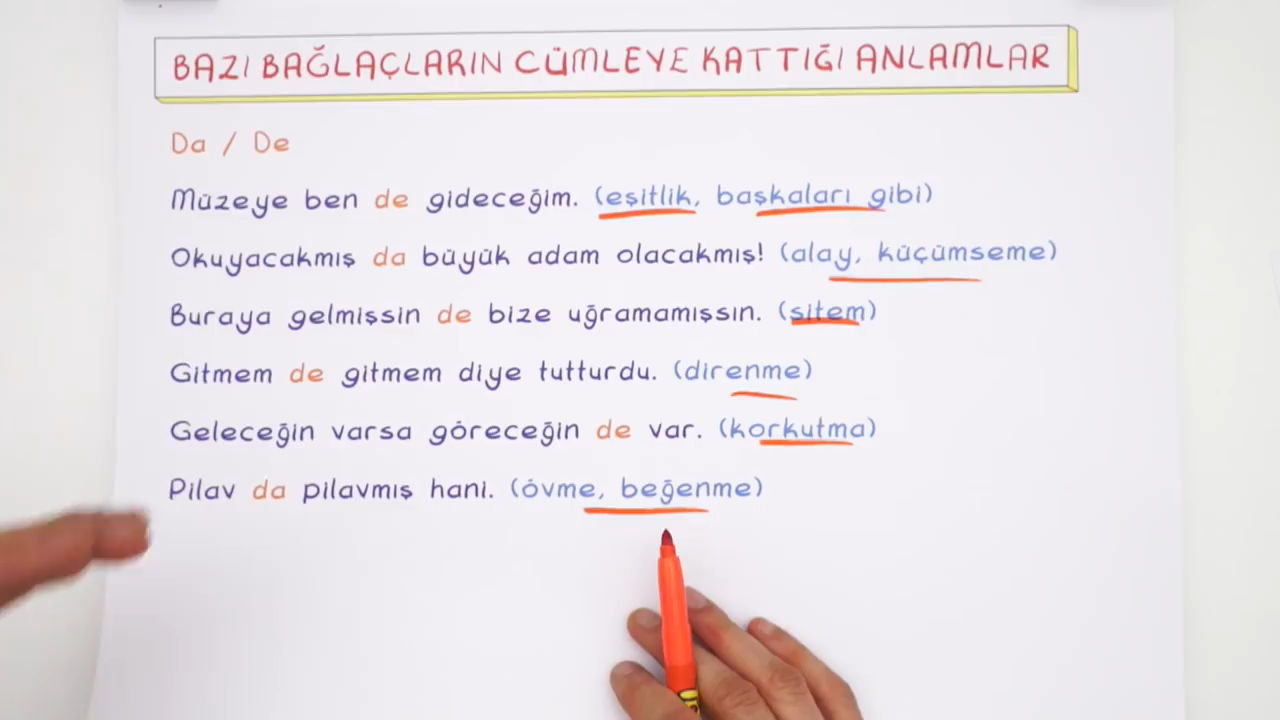 BAZI BAĞLAÇLARIN CÜMLEYE KATTIĞI ANLAMLAR
Da / De
Müzeye ben de gideceğim. (eşitlik, başkaları gibi)
Okuyacakmış da büyük adam olacakmış! (alay, küçümseme)
Buraya gelmişsin de bize uğramamışsın. (sitem)
Gitmem de gitmem diye tutturdu. (direnme)
Geleceğin varsa göreceğin de var. (korkutma)
Pilav da pilavmış hani. (övme, beğenme)